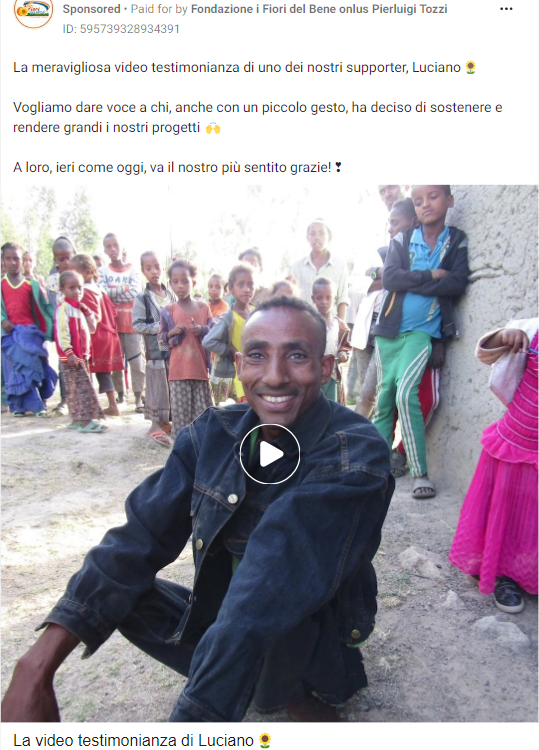 Sponsored • Paid for by Fondazione i Fiori del Bene onlus Pierluigi Tozzi
ID: 595739328934391
La meravigliosa video testimonianza di uno dei nostri supporter, Luciano🌻
Vogliamo dare voce a chi, anche con un piccolo gesto, ha deciso di sostenere e
rendere grandi i nostri progetti 🙌
A loro, ieri come oggi, va il nostro più sentito grazie!❣
La video testimonianza di Luciano🌻